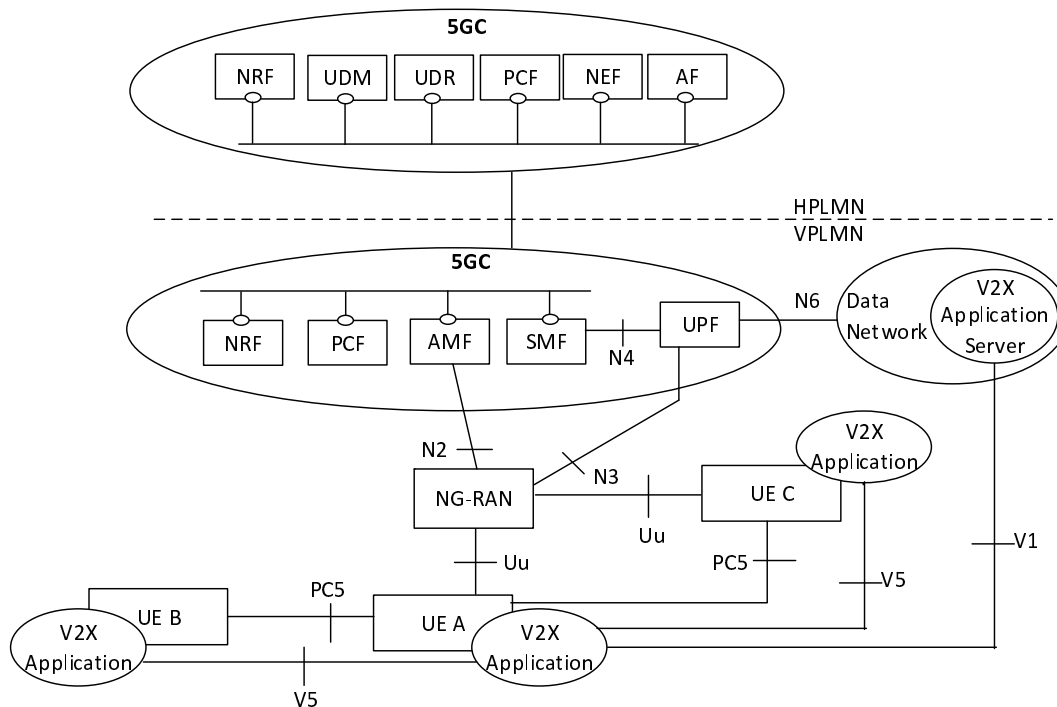 5GC
NRF
UDM
UDR
PCF
NEF
AF
HPLMN
VPLMN
5GC
NRF
PCF
AMF
SMF
N4
UPF
N6
Data
Network
V2X
Application
Server
N2
N3
NG-RAN
Uu
UE C
V2X
Application
Uu
PC5
V5
V1
UE B
V2X
Application
PC5
UE A
V2X
Application
V5